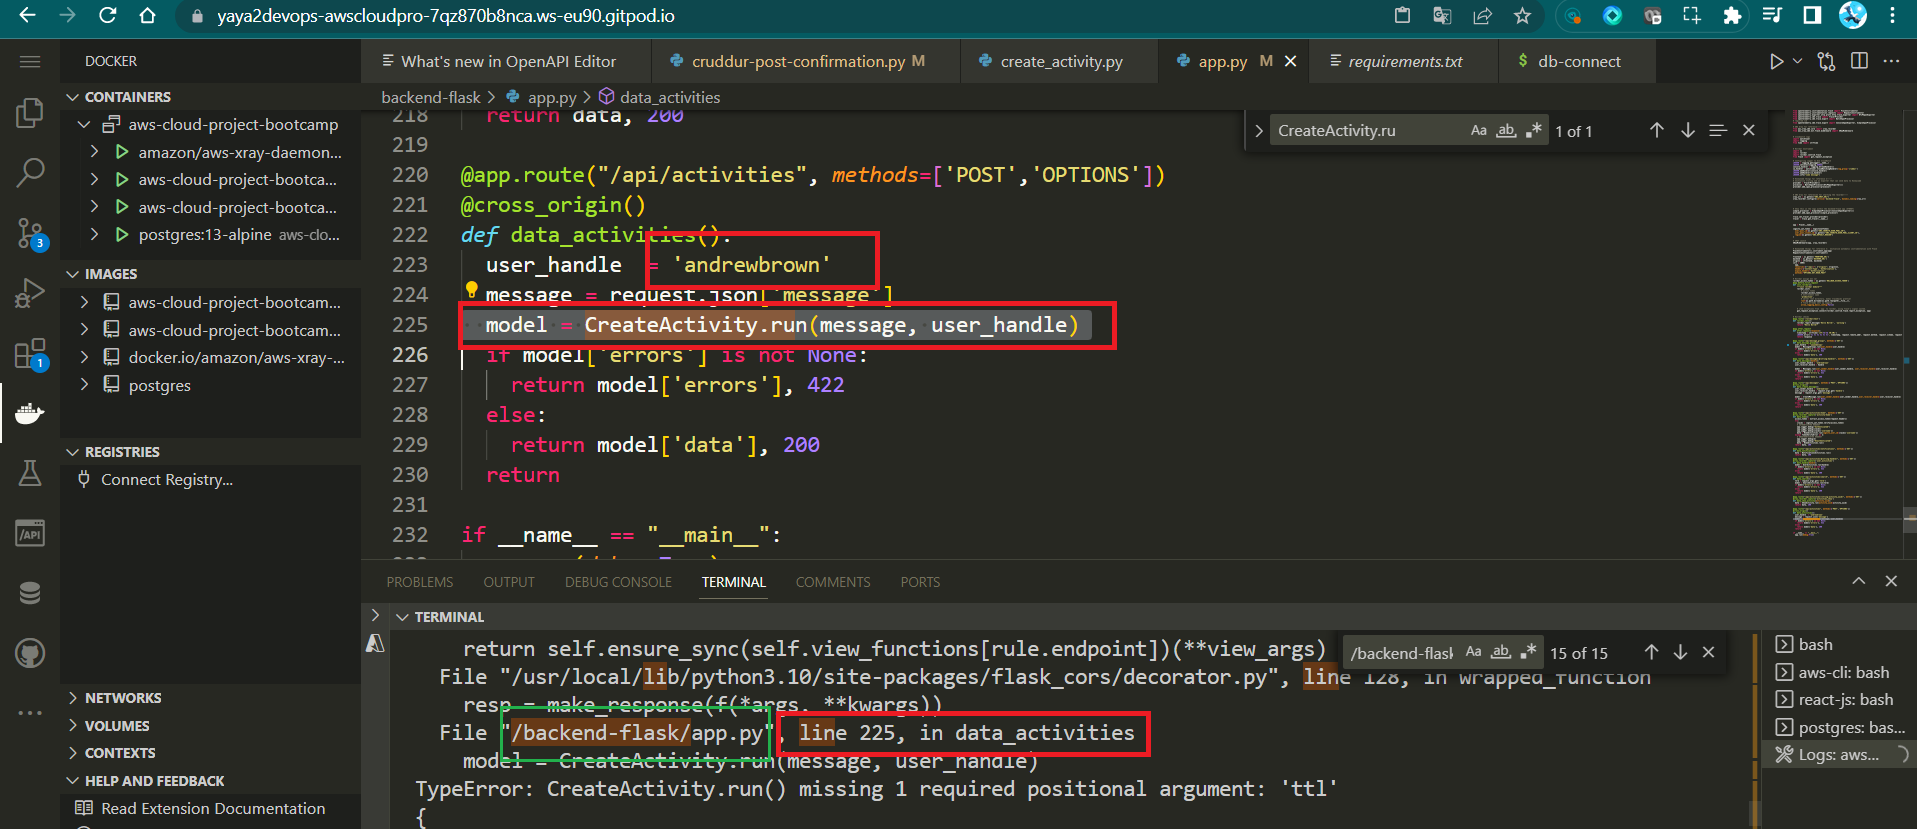 yaya2devops-awscloudpro-7qz870b8nca.ws-eu90.gitpod.io
DOCKER
What's new in OpenAPI Editor
cruddur-post-confirmation.py M
create_activity.py
app.py M
requirements.txt
$ db-connect
backend-flask > app.py > data_activities
CONTAINERS
aws-cloud-project-bootcamp
amazon/aws-xray-daemon...
aws-cloud-project-bootca...
aws-cloud-project-bootca...
postgres:13-alpine aws-clo...
IMAGES
aws-cloud-project-bootcam...
aws-cloud-project-bootcam...
docker.io/amazon/aws-xray-...
postgres
REGISTRIES
Connect Registry...
NETWORKS
VOLUMES
CONTEXTS
HELP AND FEEDBACK
Read Extension Documentation
3
1
/API
CreateActivity.ru
Aa
ab
1 of 1
218 return data, 200
219
220 @app.route("/api/activities", methods=['POST','OPTIONS'])
221 @cross_origin()
222 def data_activities():
223 user_handle = 'andrewbrown'
224 message = request.json['message']
225 model = CreateActivity.run(message, user_handle)
226 if model['errors'] is not None:
227 return model['errors'], 422
228 else:
229 return model['data'], 200
230 return
231
232 if __name__ == "__main__":
PROBLEMS
OUTPUT
DEBUG CONSOLE
TERMINAL
COMMENTS
PORTS
TERMINAL
return self.ensure_sync(self.view_functions[rule.endpoint])(**view_args)
File "/usr/local/lib/python3.10/site-packages/flask_cors/decorator.py", line 128, in wrapped_function
resp = make_response(f(*args, **kwargs))
File "/backend-flask/app.py", line 225, in data_activities
model = CreateActivity.run(message, user_handle)
TypeError: CreateActivity.run() missing 1 required positional argument: 'ttl'
{
/backend-flask
Aa
ab
15 of 15
bash
aws-cli: bash
react-js: bash
postgres: bas...
Logs: aws...